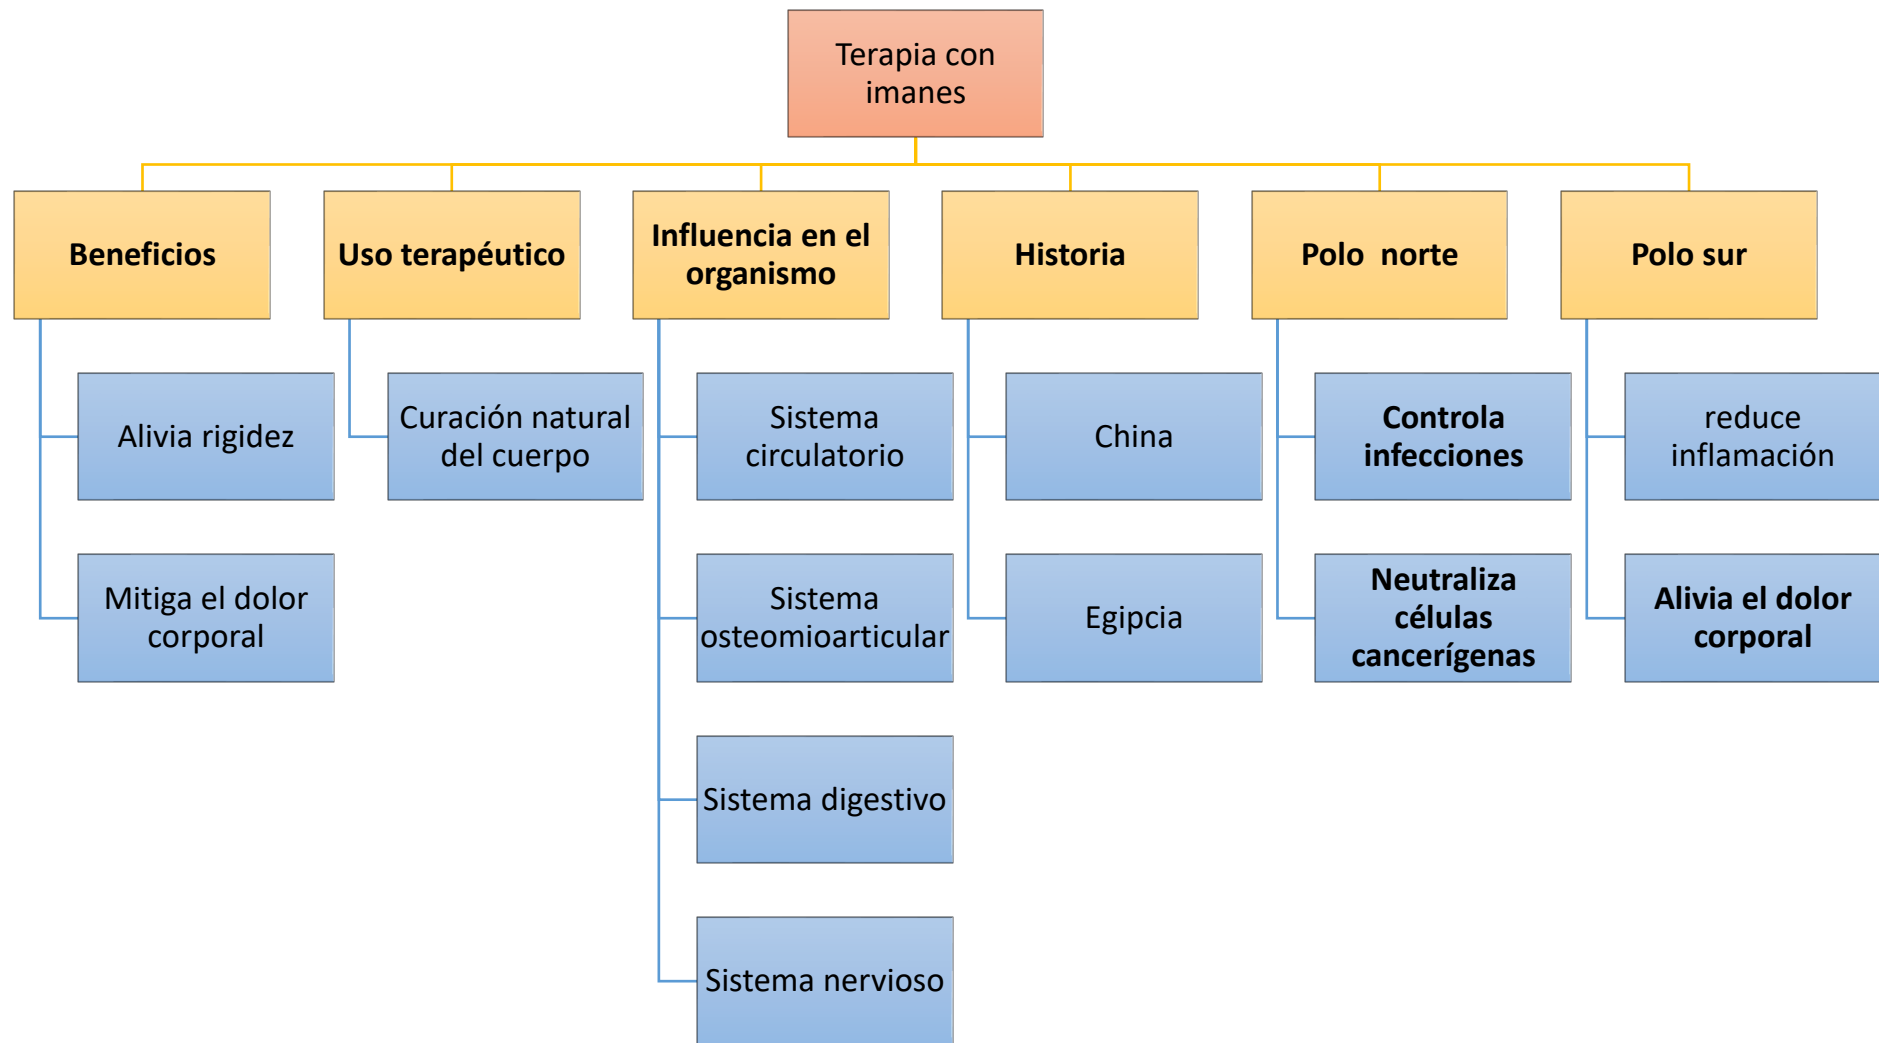 Terapia con
imanes
Beneficios
Alivia rigidez
Mitiga el dolor
corporal
Uso terapéutico
Curación natural
del cuerpo
Influencia en el
organismo
Sistema
circulatorio
Sistema
osteomioarticular
Sistema digestivo
Sistema nervioso
Historia
China
Egipcia
Polo norte
Controla
infecciones
Neutraliza
células
cancerígenas
Polo sur
reduce
inflamación
Alivia el dolor
corporal